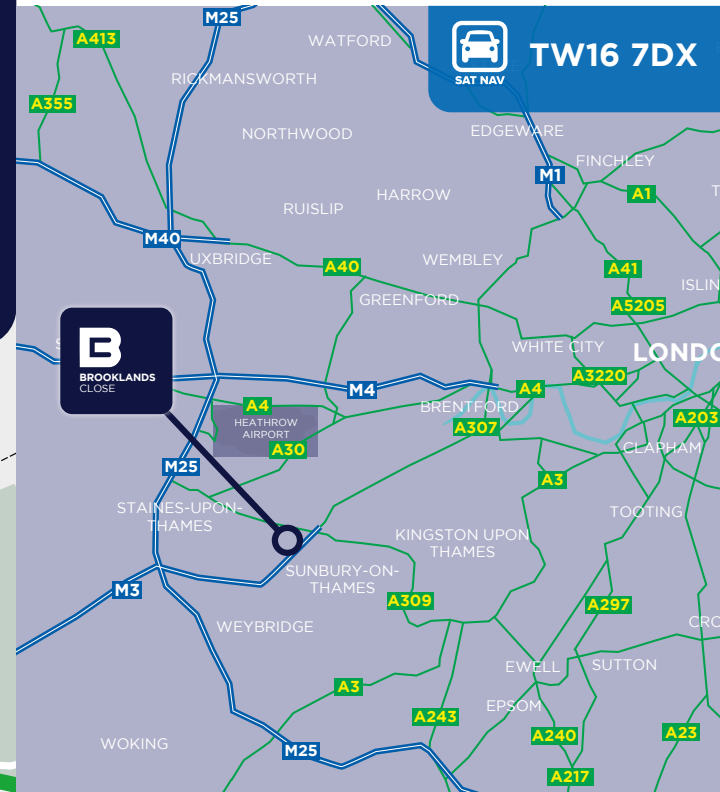 M25
A413
WATFORD
SAT NAV
TW16 7DX
RICKMANSWORTH
A355
NORTHWOOD
EDGEWARE
FINCHLEY
M1
A1
HARROW
RUISLIP
M40
UXBRIDGE
A40
WEMBLEY
A41
GREENFORD
A5205
WHITE CITY
BROOKLANDS
CLOSE
M4
A4
A3220
A4
BRENTFORD
A203
HEATHROW
AIRPORT
A307
A30
CLAPHAM
M25
A3
STAINES-UPON-
THAMES
TOOTING
KINGSTON UPON
THAMES
SUNBURY-ON-
THAMES
M3
A309
A297
WEYBRIDGE
EWELL
SUTTON
A3
EPSOM
A243
A240
A23
WOKING
M25
A217